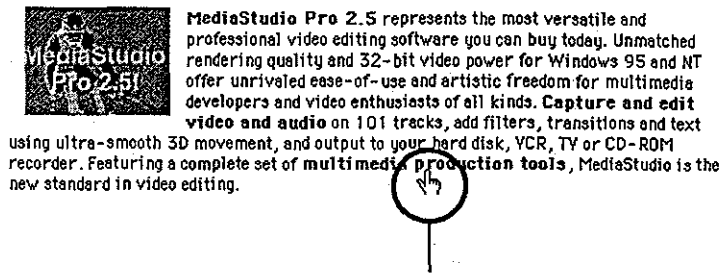 MediaStudio
Pro 2.5!
MediaStudio Pro 2.5 represents the most versatile and
professional video editing software you can buy today. Unmatched
rendering quality and 32-bit video power for Windows 95 and NT
offer unrivaled ease-of-use and artistic freedom for multimedia
developers and video enthusiasts of all kinds. Capture and edit
video and audio on 101 tracks, add filters, transitions and text
using ultra-smooth 3D movement, and output to your hard disk, VCR, TV or CD-ROM
recorder. Featuring a complete set of multimedia production tools, MediaStudio is the
new standard in video editing.